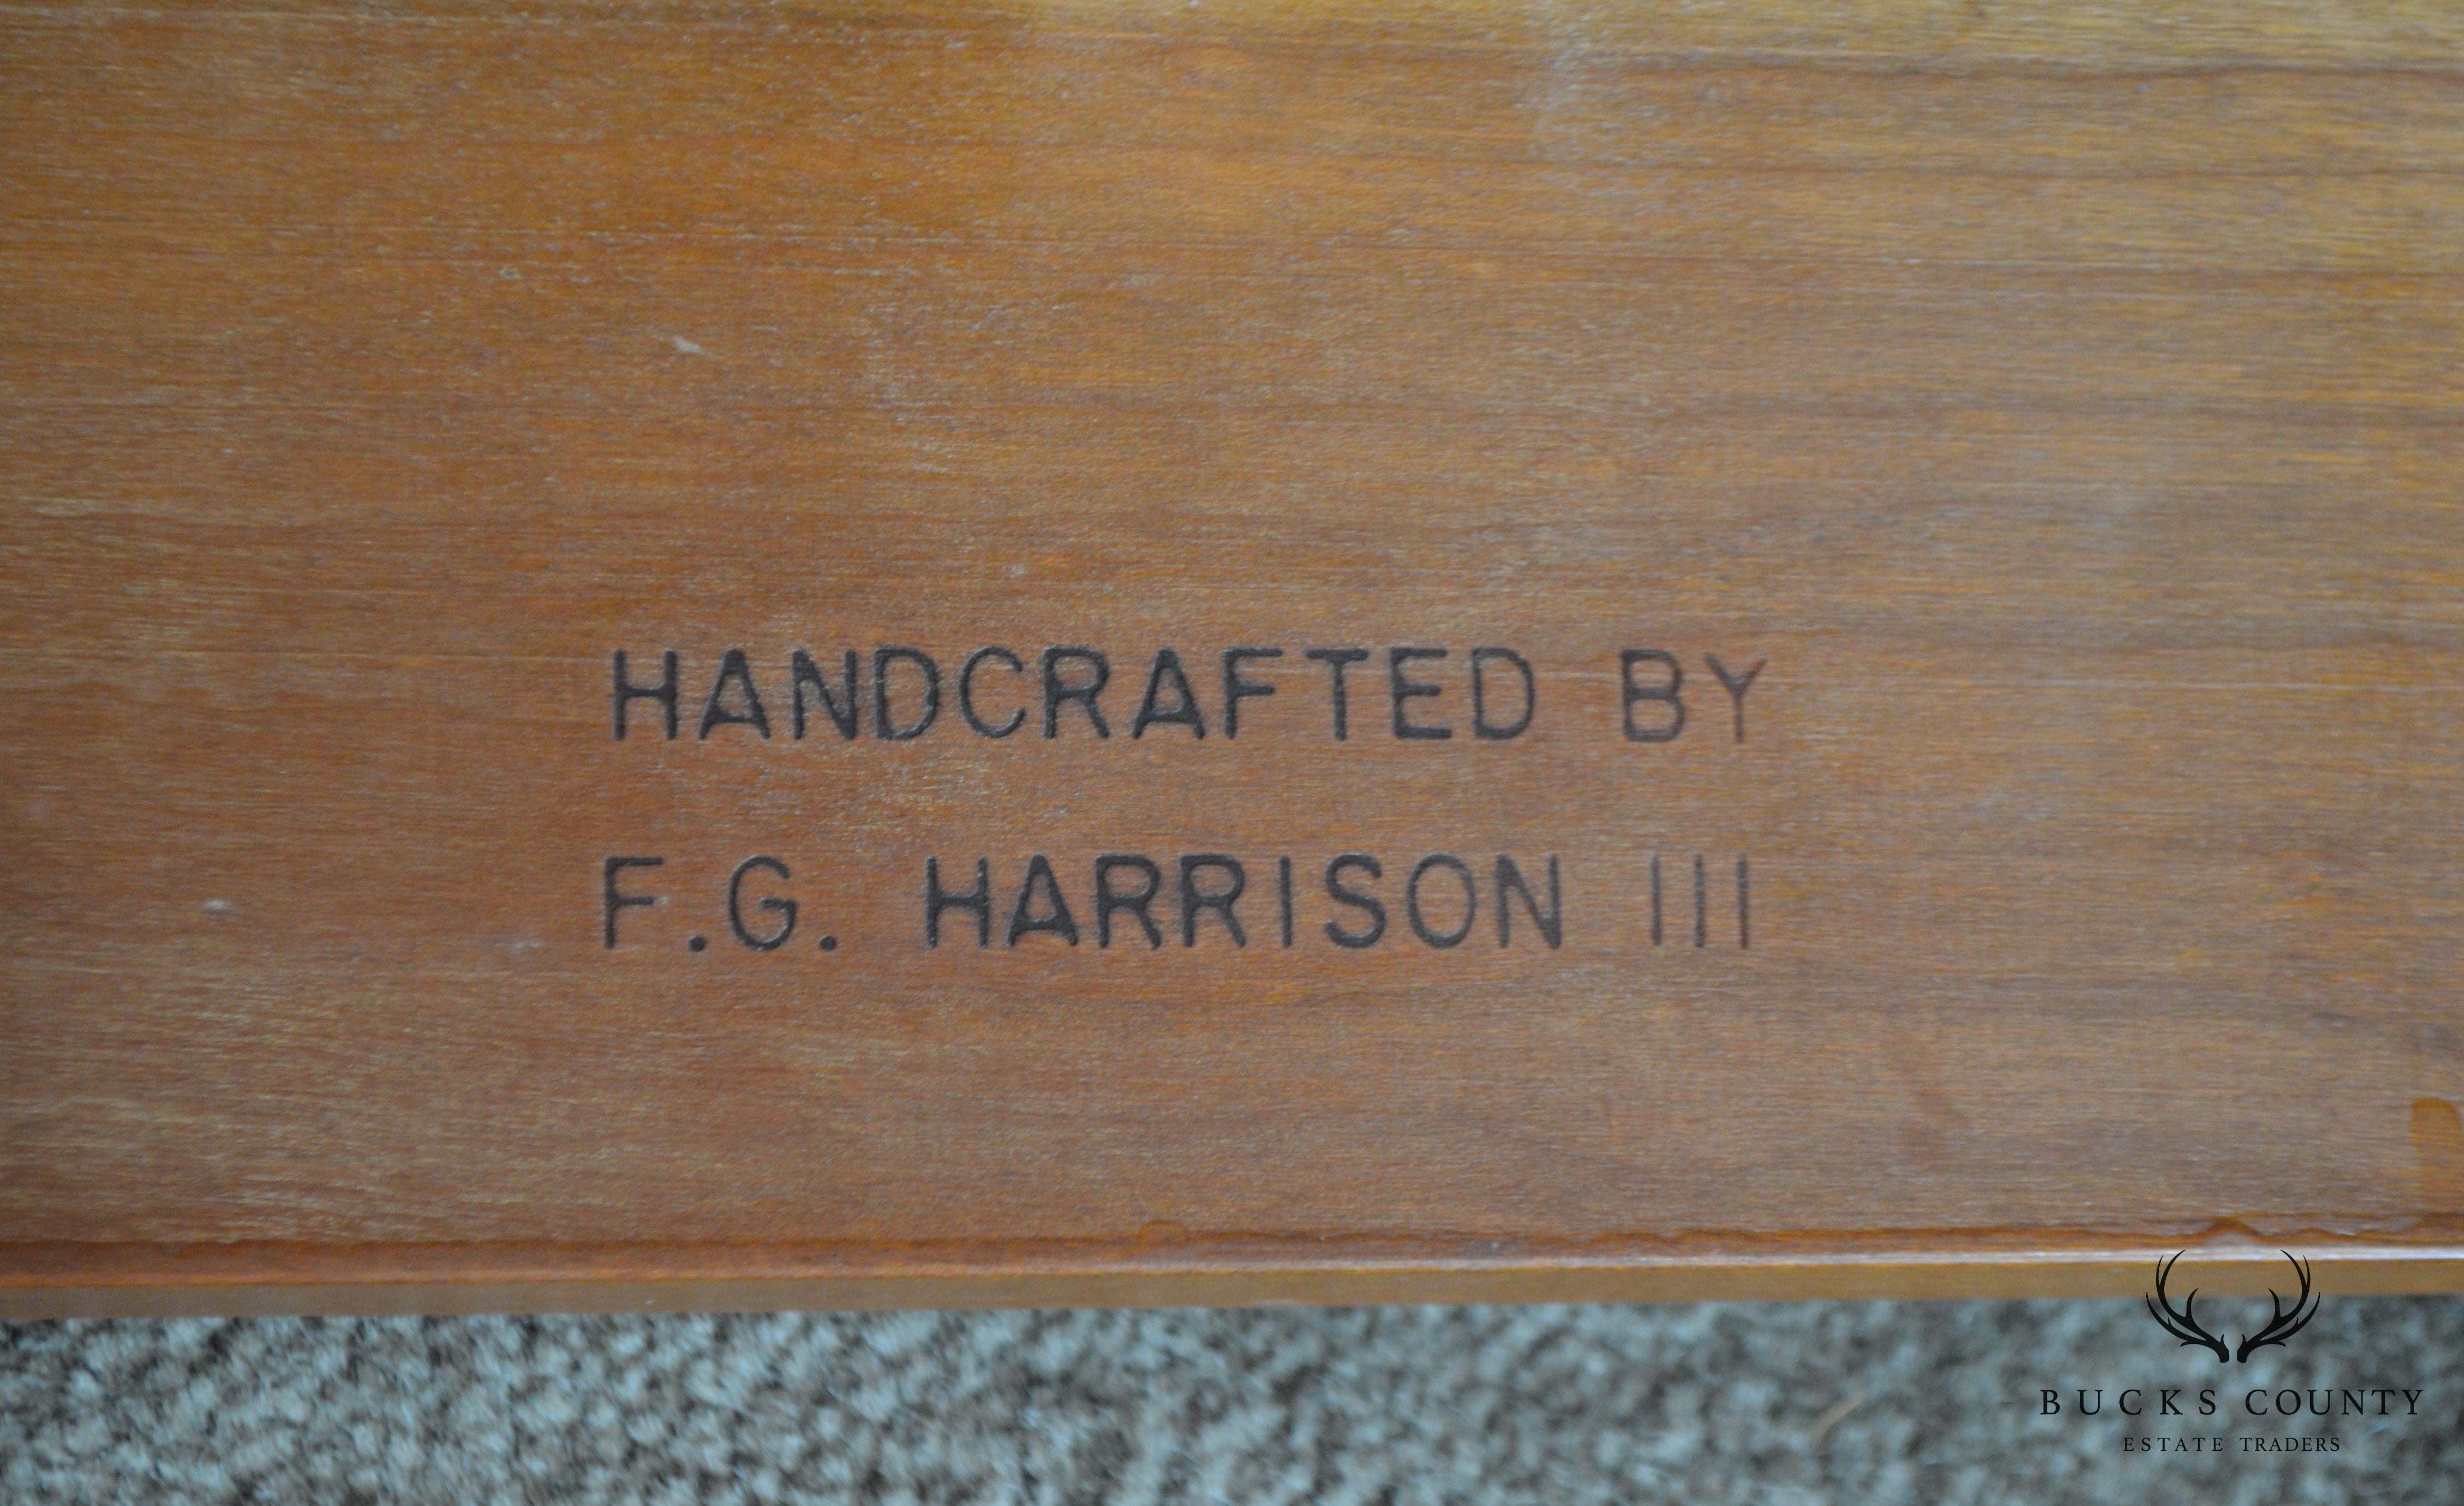 HANDCRAFTED BY
F.G. HARRISON III
BUCKS COUNTY
ESTATE TRADERS